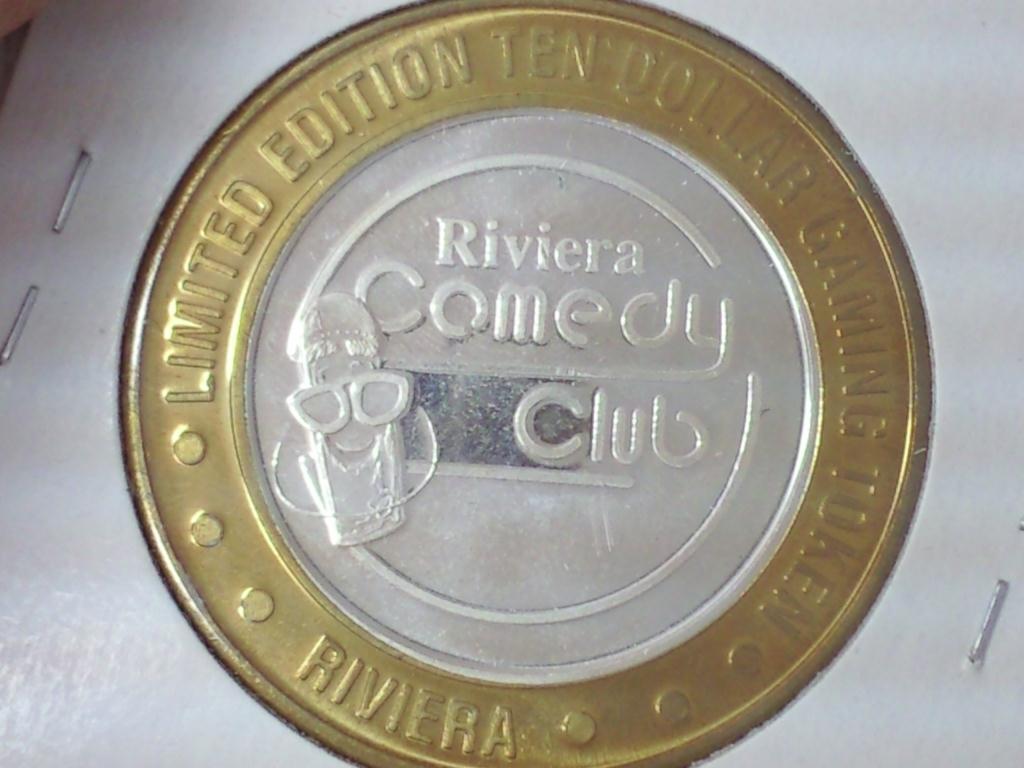 LIMITED EDITION TEN DOLLAR GAMING TOKEN
Riviera
Comedy
Club
RIVIERA